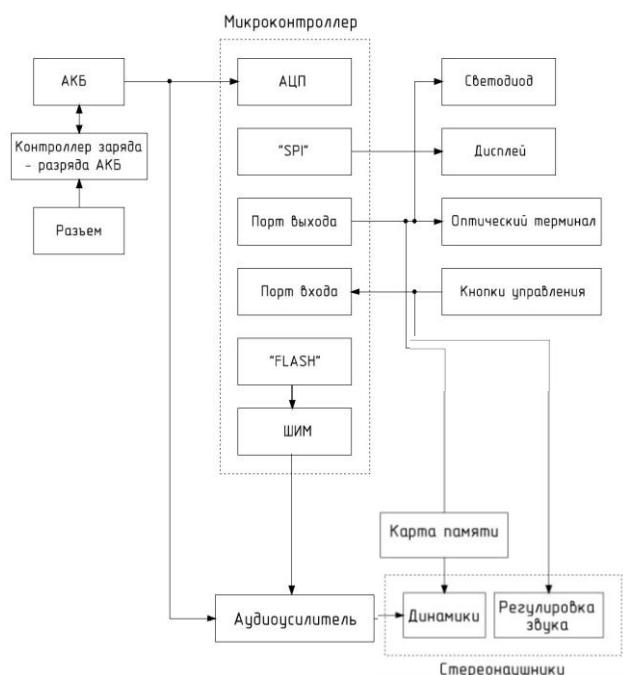 Микроконтроллер
АКБ
АЦП
Светодиод
Контроллер заряда
- разряда АКБ
"SPI"
Дисплей
Разъем
Порт выхода
Оптический терминал
Порт входа
Кнопки управления
"FLASH"
ШИМ
Карта памяти
Аудиоусилитель
Динамики
Регулировка
звука
Стереонаушники